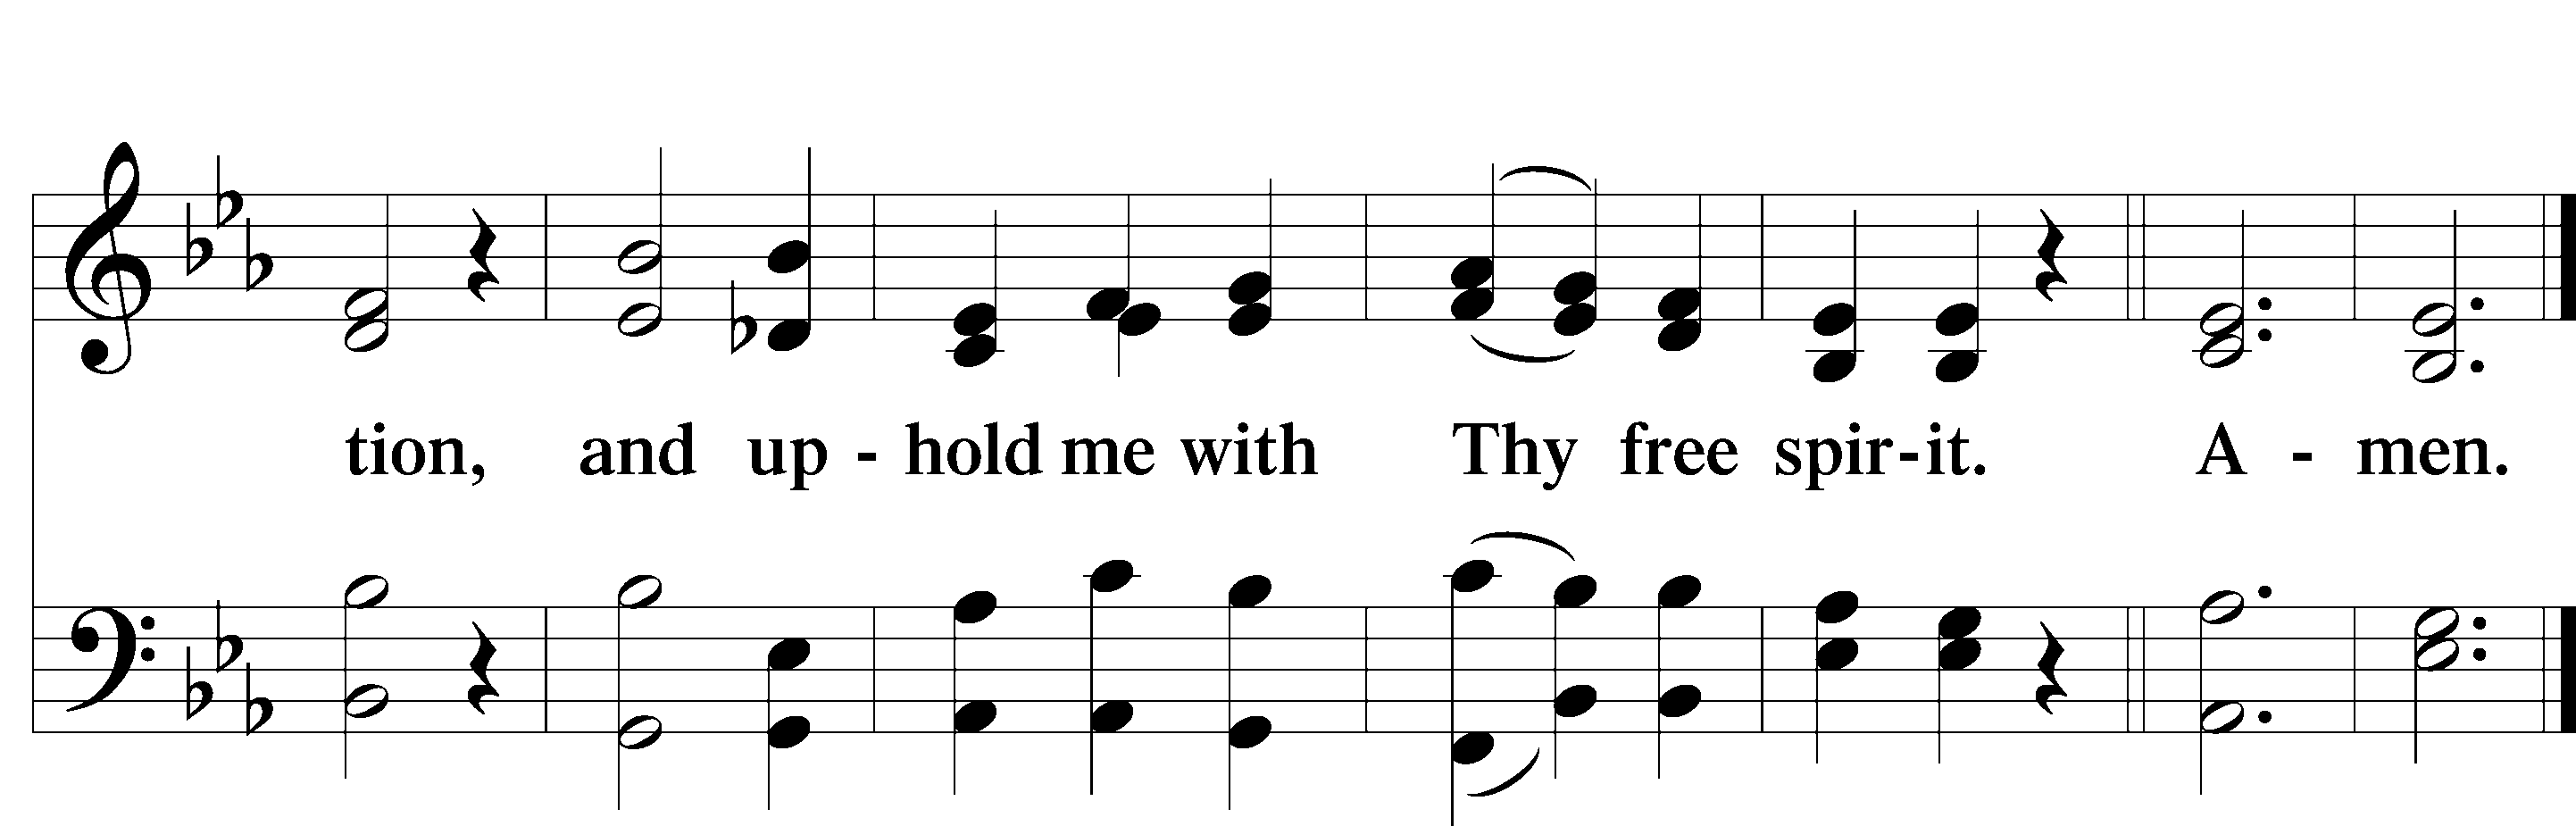 tion, and up - hold me with Thy free spir-it. A - men.